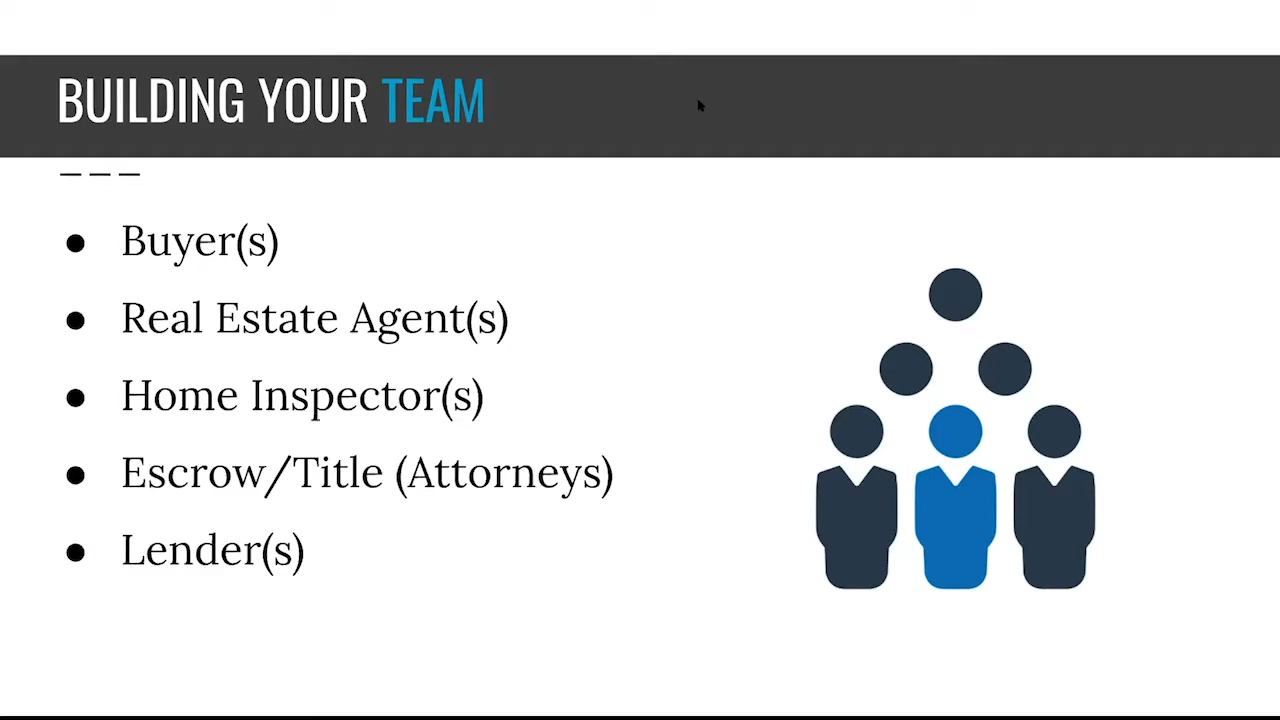 BUILDING YOUR TEAM
● Buyer(s)
● Real Estate Agent(s)
● Home Inspector(s)
● Escrow/Title (Attorneys)
● Lender(s)